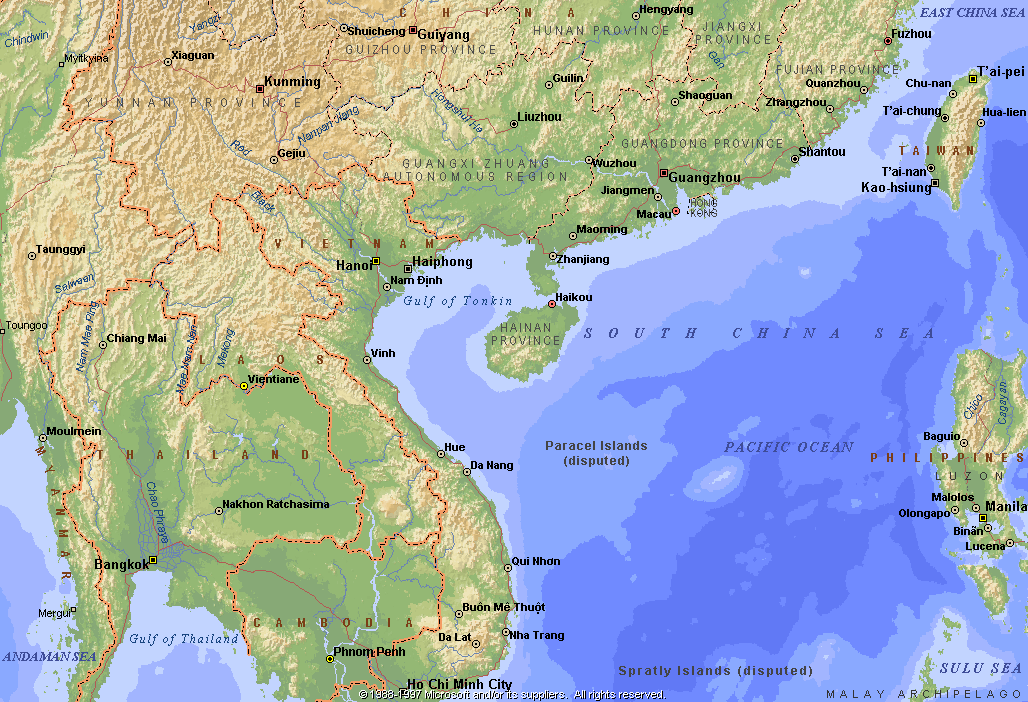 CHINA
Hengyang
EAST CHINA SEA
Chindwin
Yangzi
Shuicheng
Guiyang
HUNAN PROVINCE
JIANGXI
PROVINCE
Fuzhou
Myitkyina
Xiaguan
GUIZHOU PROVINCE
Gan
FUJIAN PROVINCE
T'ai-pei
Kunming
Guilin
Quanzhou
Chu-nan
YUNNAN PROVINCE
Hongshui He
Shaoguan
Zhangzhou
T'ai-chung
Hua-lien
Nanpan Jiang
Liuzhou
Red
Gejiu
GUANGXI ZHUANG
AUTONOMOUS REGION
Wuzhou
GUANGDONG PROVINCE
Shantou
TAIWAN
Guangzhou
T'ai-nan
Kao-hsiung
Jiangmen
Black
Macau
HONG
KONG
Taunggyi
VIETNAM
Maoming
Hanoi
Haiphong
Zhanjiang
Salween
Nam Định
Gulf of Tonkin
Haikou
Toungoo
Nam Mae Ping
Chiang Mai
Mae Nam Nan
Mekong
HAINAN
PROVINCE
SOUTH CHINA SEA
LAOS
Vinh
Vientiane
Chico
Cagayan
Moulmein
Hue
Baguio
MYANMAR
THAILAND
Da Nang
Paracel Islands
(disputed)
PACIFIC OCEAN
PHILIPPINES
LUZON
Chao Phraya
Nakhon Ratchasima
Malolos
Manila
Olongapo
Binãn
Lucena
Bangkok
Qui Nhơn
Mergui
CAMBODIA
Buôn Mê Thuột
Gulf of Thailand
Da Lat
Nha Trang
ANDAMAN SEA
Phnom Penh
Spratly Islands (disputed)
SULU SEA
Ho Chi Minh City
© 1988-1997 Microsoft and/or its suppliers. All rights reserved.
MALAY ARCHIPELAGO